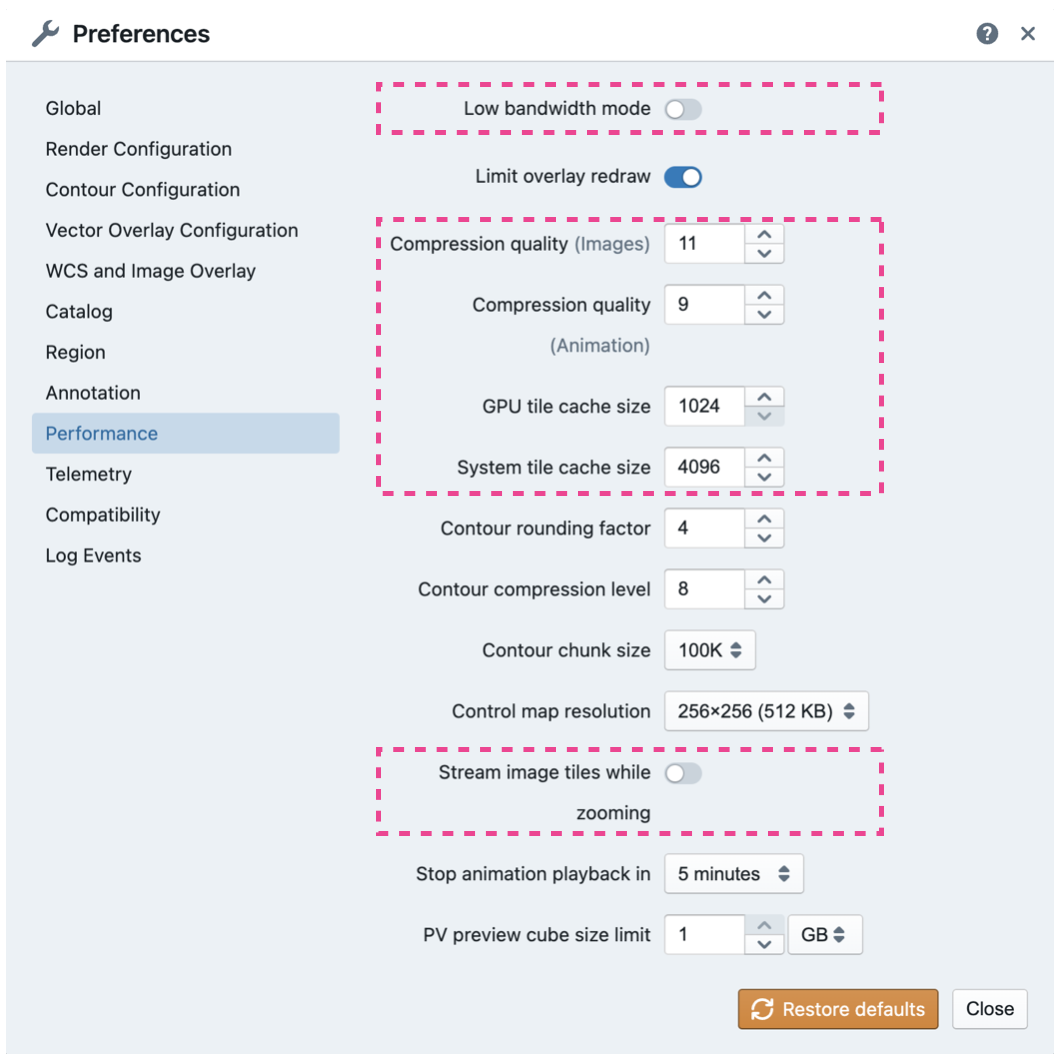 Preferences
Global
Render Configuration
Contour Configuration
Vector Overlay Configuration
WCS and Image Overlay
Catalog
Region
Annotation
Performance
Telemetry
Compatibility
Log Events
Low bandwidth mode
Limit overlay redraw
Compression quality (Images) 11
Compression quality 9
(Animation)
GPU tile cache size 1024
System tile cache size 4096
Contour rounding factor 4
Contour compression level 8
Contour chunk size 100K
Control map resolution 256×256 (512 KB)
Stream image tiles while
zooming
Stop animation playback in 5 minutes
PV preview cube size limit 1 GB
Restore defaults Close